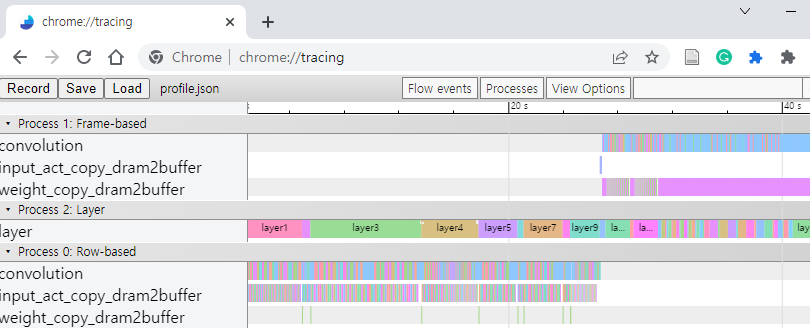 chrome://tracing
Chrome | chrome://tracing
Record Save Load profile.json Flow events Processes View Options
20 s 40 s
Process 1: Frame-based
convolution
input_act_copy_dram2buffer
weight_copy_dram2buffer
Process 2: Layer
layer layer1 layer3 layer4 layer5 layer7 layer9 la... la... lay
Process 0: Row-based
convolution
input_act_copy_dram2buffer
weight_copy_dram2buffer